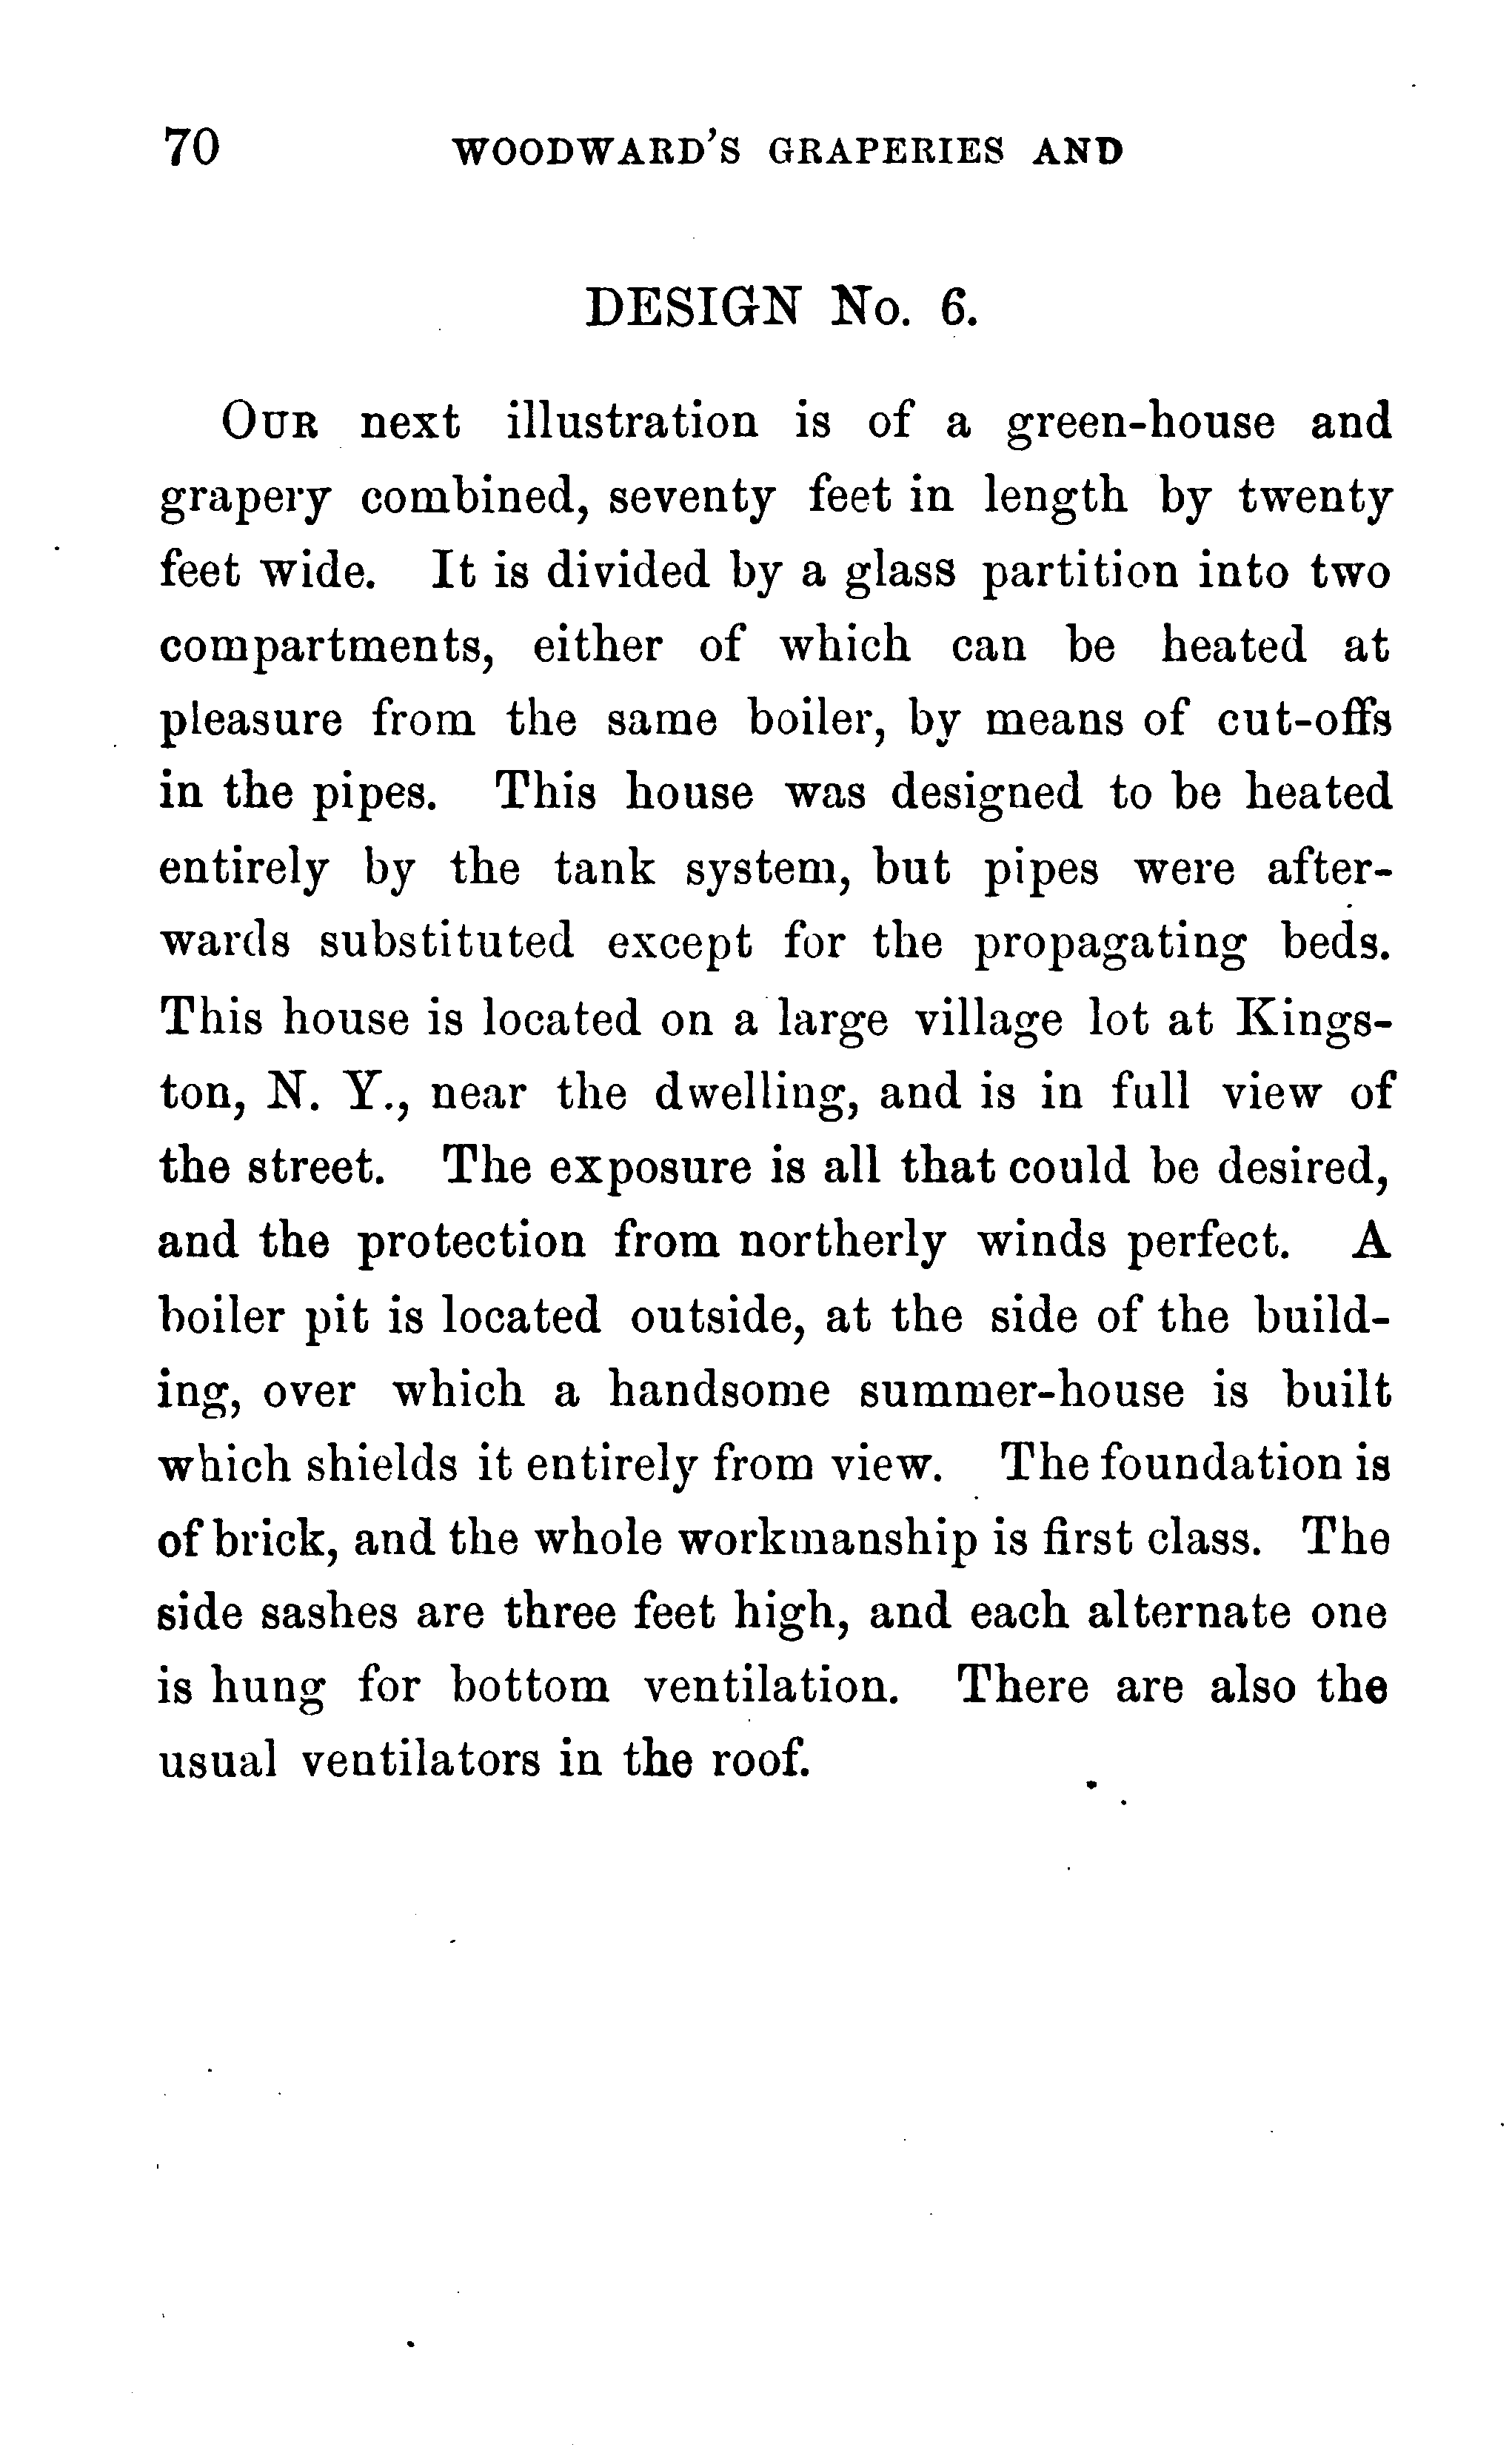 70 WOODWARD'S GRAPERIES AND
DESIGN No. 6.
OUR next illustration is of a green-house and
grapery combined, seventy feet in length by twenty
feet wide. It is divided by a glass partition into two
compartments, either of which can be heated at
pleasure from the same boiler, by means of cut-offs
in the pipes. This house was designed to be heated
entirely by the tank system, but pipes were after-
wards substituted except for the propagating beds.
This house is located on a large village lot at Kings-
ton, N. Y., near the dwelling, and is in full view of
the street. The exposure is all that could be desired,
and the protection from northerly winds perfect. A
boiler pit is located outside, at the side of the build-
ing, over which a handsome summer-house is built
which shields it entirely from view. The foundation is
of brick, and the whole workmanship is first class. The
side sashes are three feet high, and each alternate one
is hung for bottom ventilation. There are also the
usual ventilators in the roof.